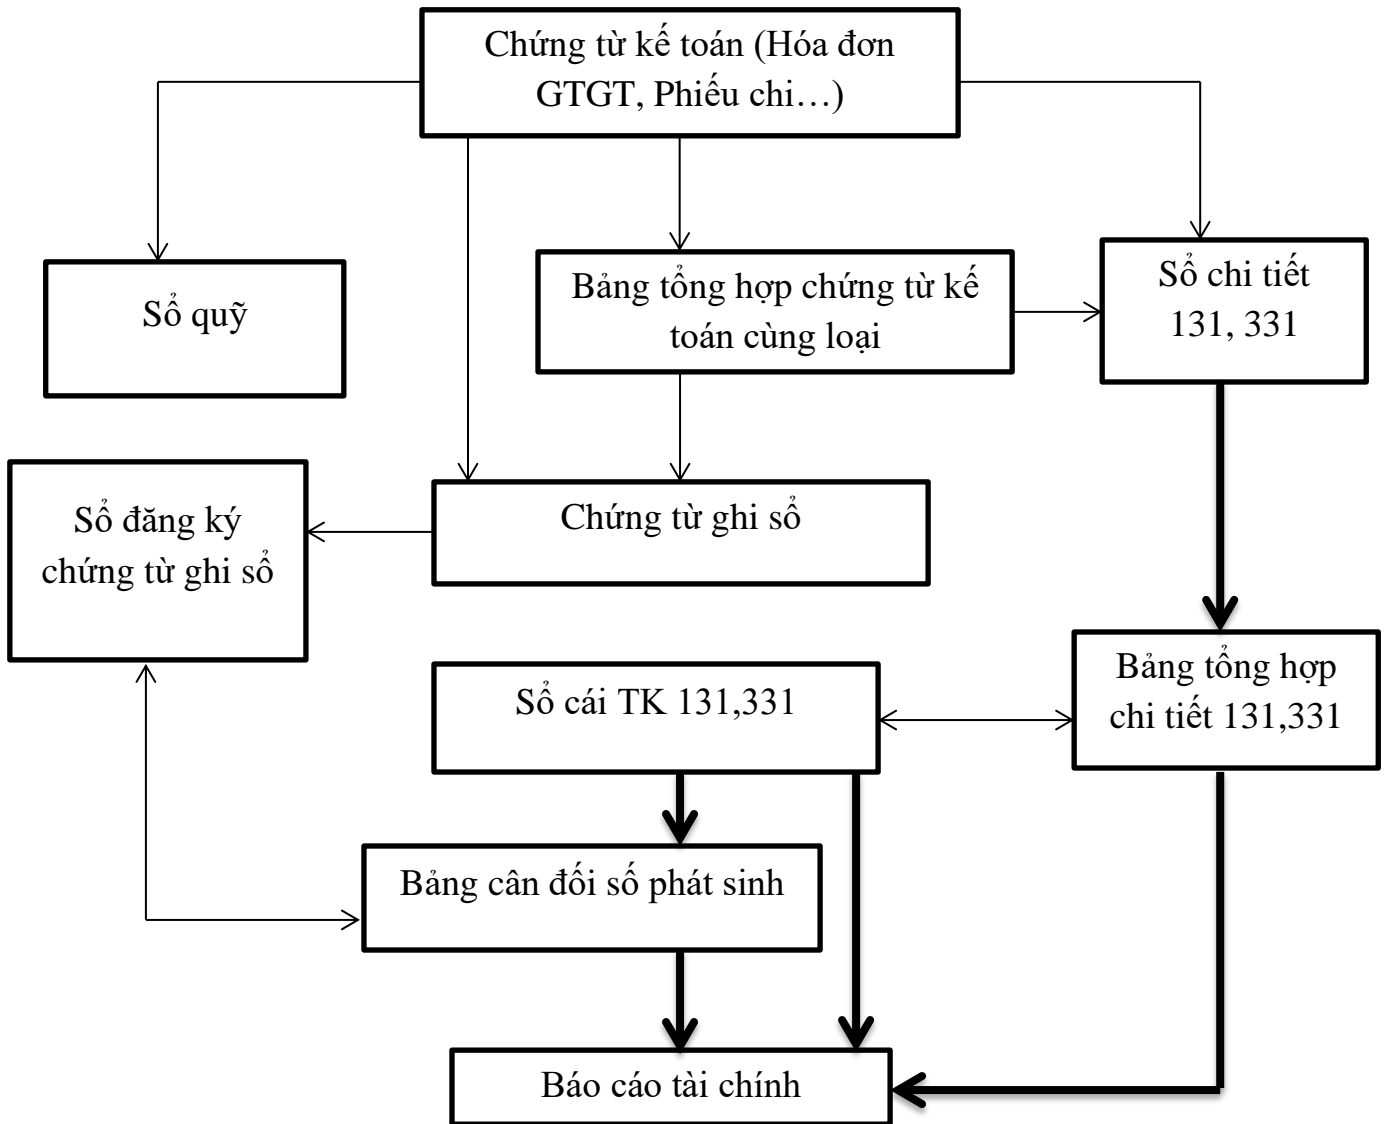 Chứng từ kế toán (Hóa đơn
GTGT, Phiếu chi…)
Sổ quỹ
Bảng tổng hợp chứng từ kế
toán cùng loại
Sổ chi tiết
131, 331
Sổ đăng ký
chứng từ ghi sổ
Chứng từ ghi sổ
Sổ cái TK 131,331
Bảng tổng hợp
chi tiết 131,331
Bảng cân đối số phát sinh
Báo cáo tài chính